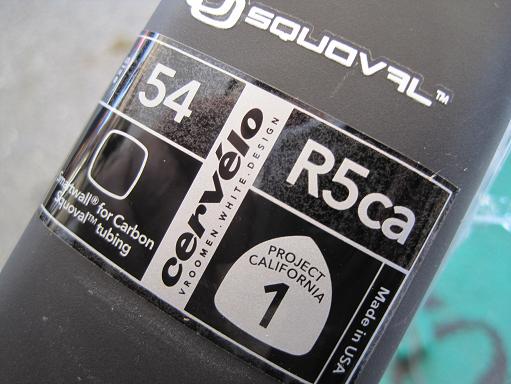 SQUOVAL™
54
cervélo
VROOMEN.WHITE.DESIGN
R5ca
smartwall® for Carbon
Squoval™ tubing
PROJECT
CALIFORNIA
1
Made in USA